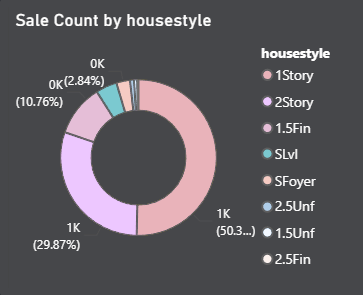 Sale Count by housestyle
0K
(2.84%)
0K
(10.76%)
1K
(29.87%)
1K
(50.3...)
housestyle
1Story
2Story
1.5Fin
SLvl
SFoyer
2.5Unf
1.5Unf
2.5Fin